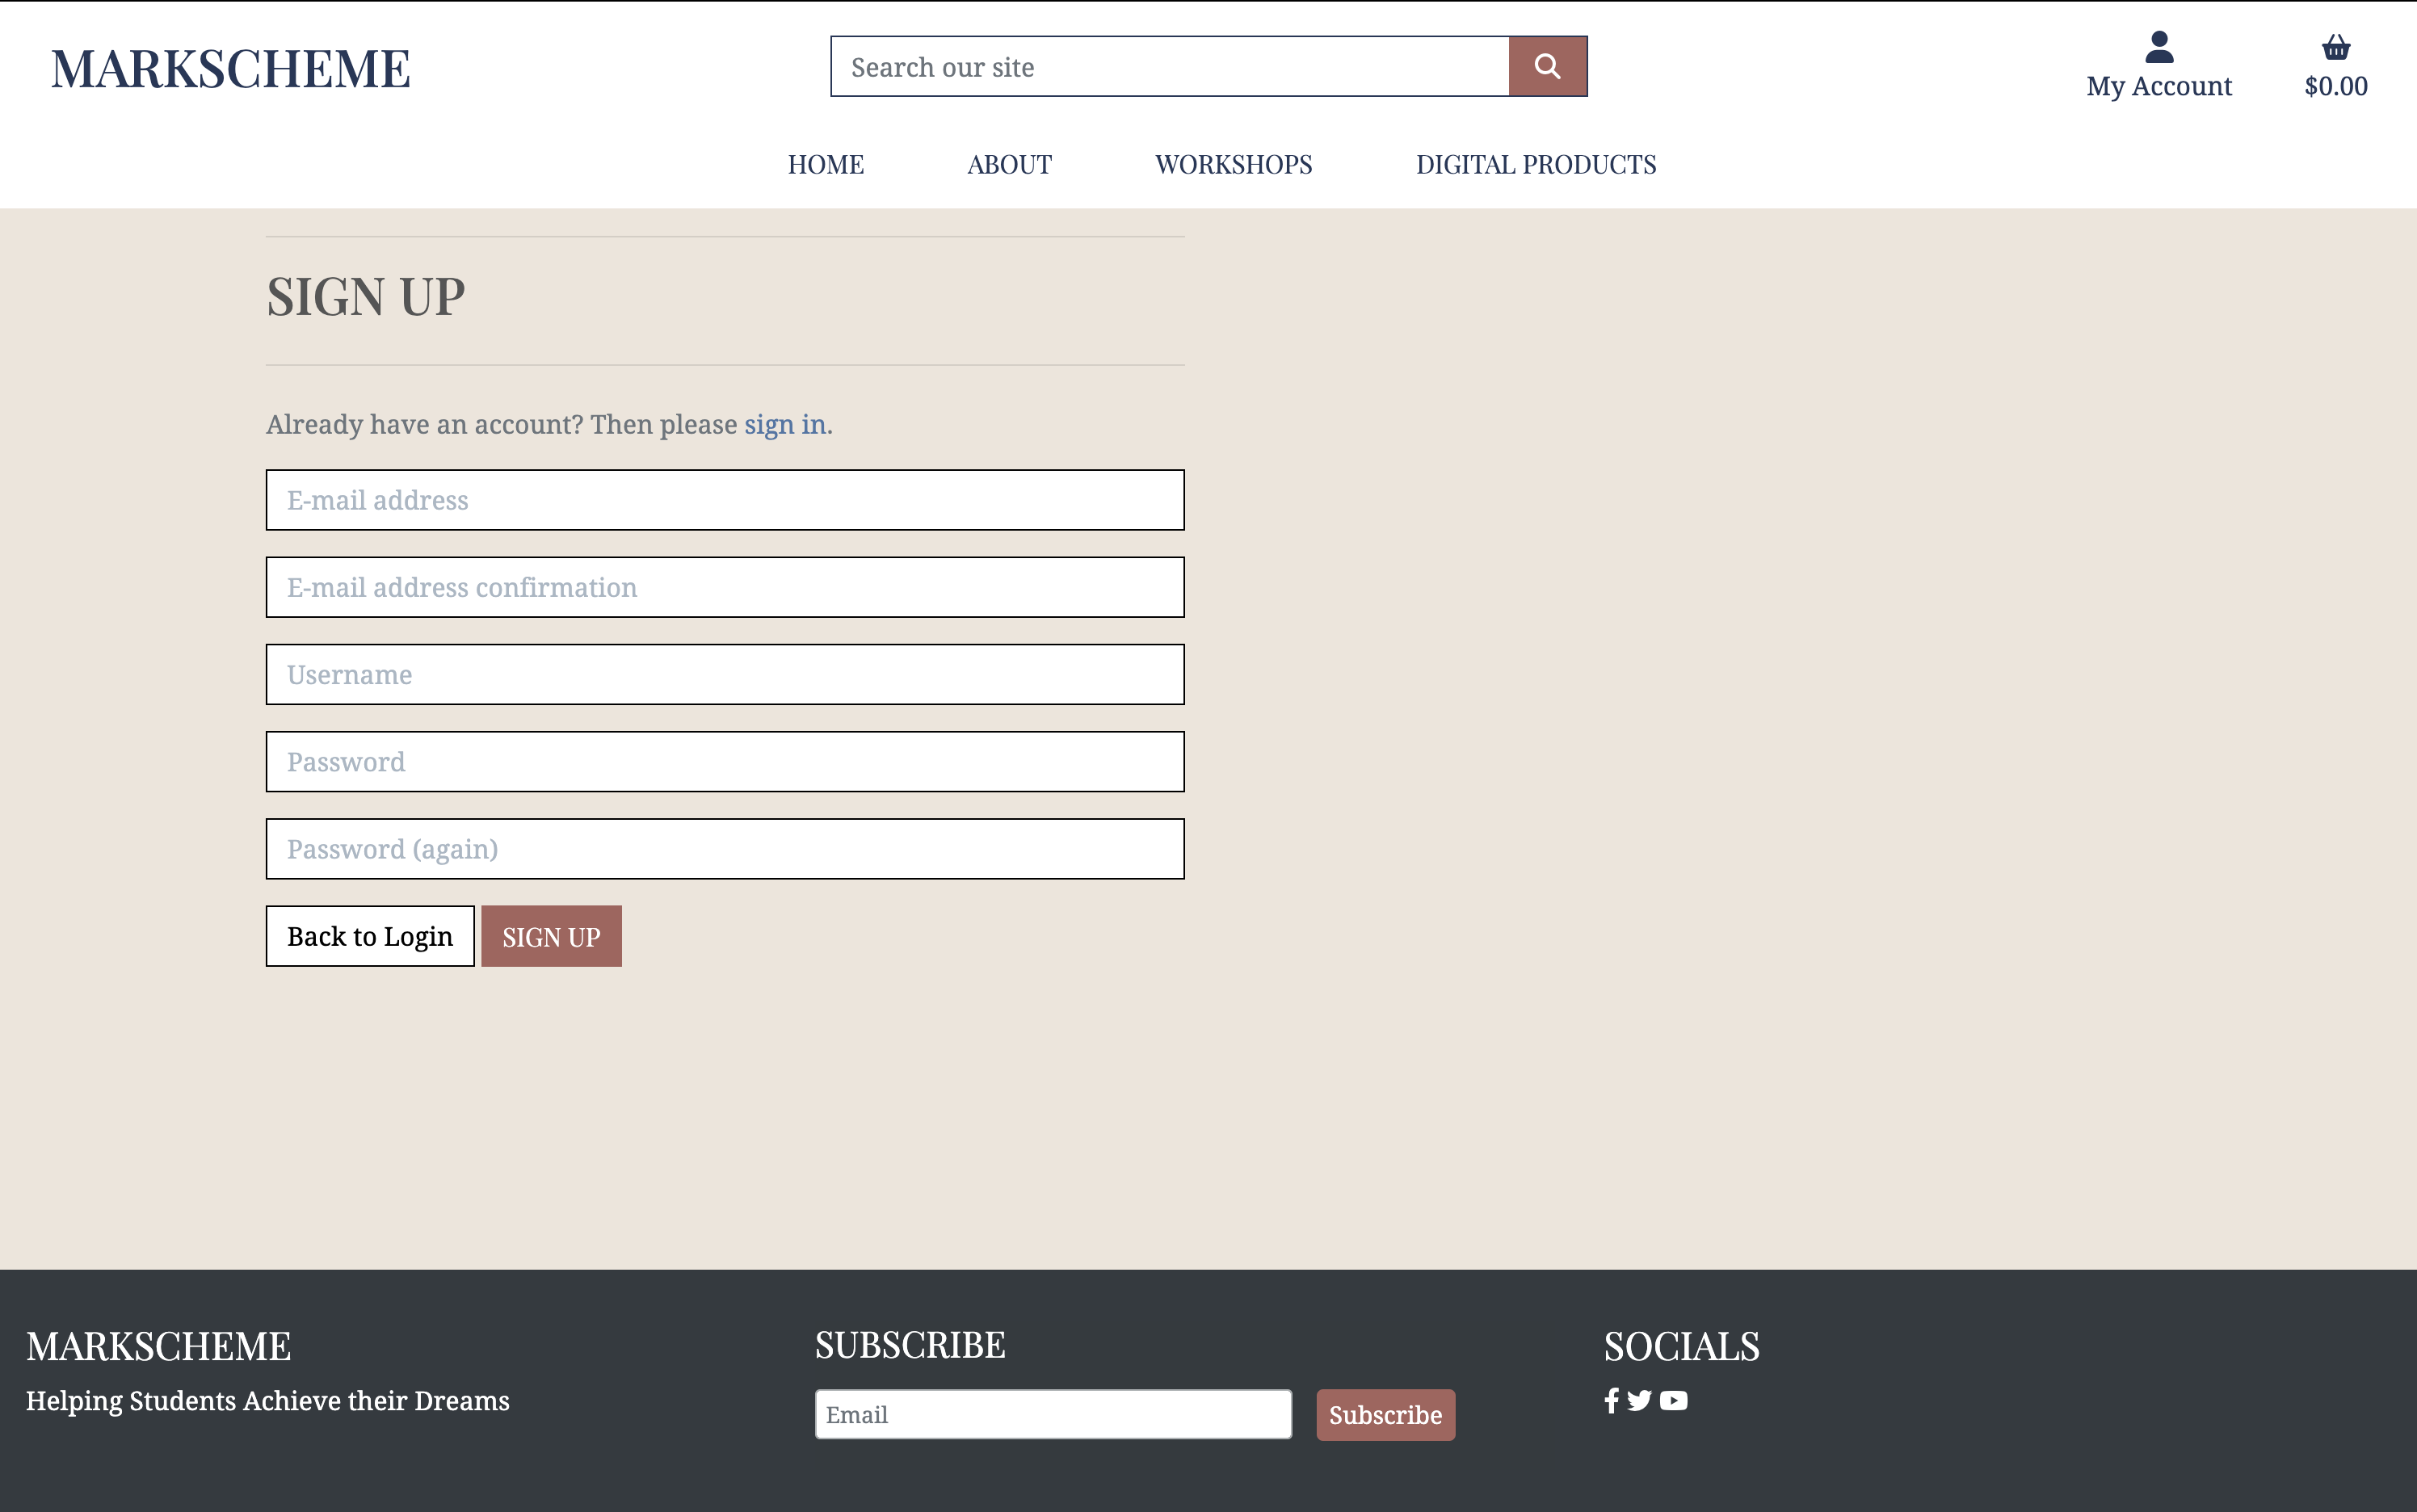 MARKSCHEME
Search our site
My Account
$0.00
HOME
ABOUT
WORKSHOPS
DIGITAL PRODUCTS
SIGN UP
Already have an account? Then please sign in.
E-mail address
E-mail address confirmation
Username
Password
Password (again)
Back to Login
SIGN UP
MARKSCHEME
Helping Students Achieve their Dreams
SUBSCRIBE
Email
Subscribe
SOCIALS